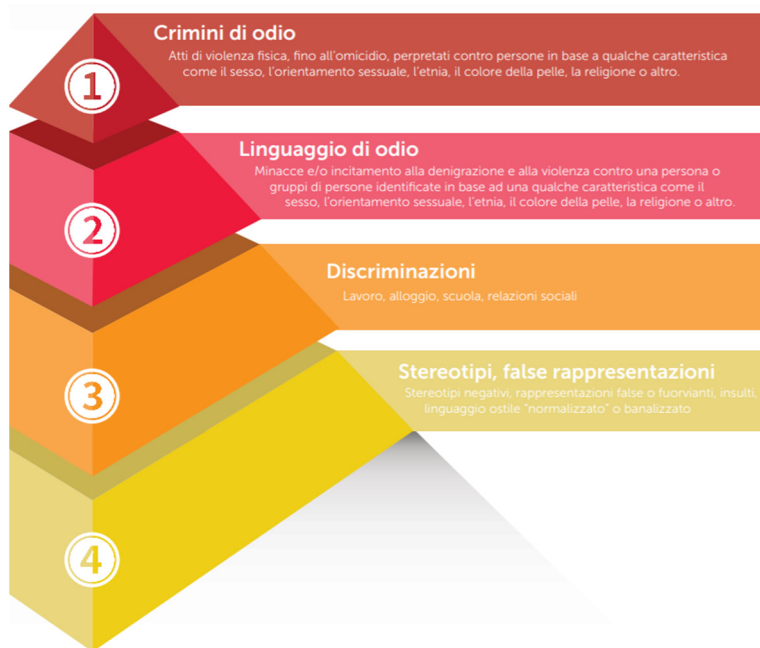 1
Crimini di odio
Atti di violenza fisica, fino all'omicidio, perpretati contro persone in base a qualche caratteristica
come il sesso, l'orientamento sessuale, l'etnia, il colore della pelle, la religione o altro.
2
Linguaggio di odio
Minacce e/o incitamento alla denigrazione e alla violenza contro una persona o
gruppi di persone identificate in base ad una qualche caratteristica come il
sesso, l'orientamento sessuale, l'etnia, il colore della pelle, la religione o altro.
3
Discriminazioni
Lavoro, alloggio, scuola, relazioni sociali
4
Stereotipi, false rappresentazioni
Stereotipi negativi, rappresentazioni false o fuorvianti, insulti,
linguaggio ostile "normalizzato" o banalizzato